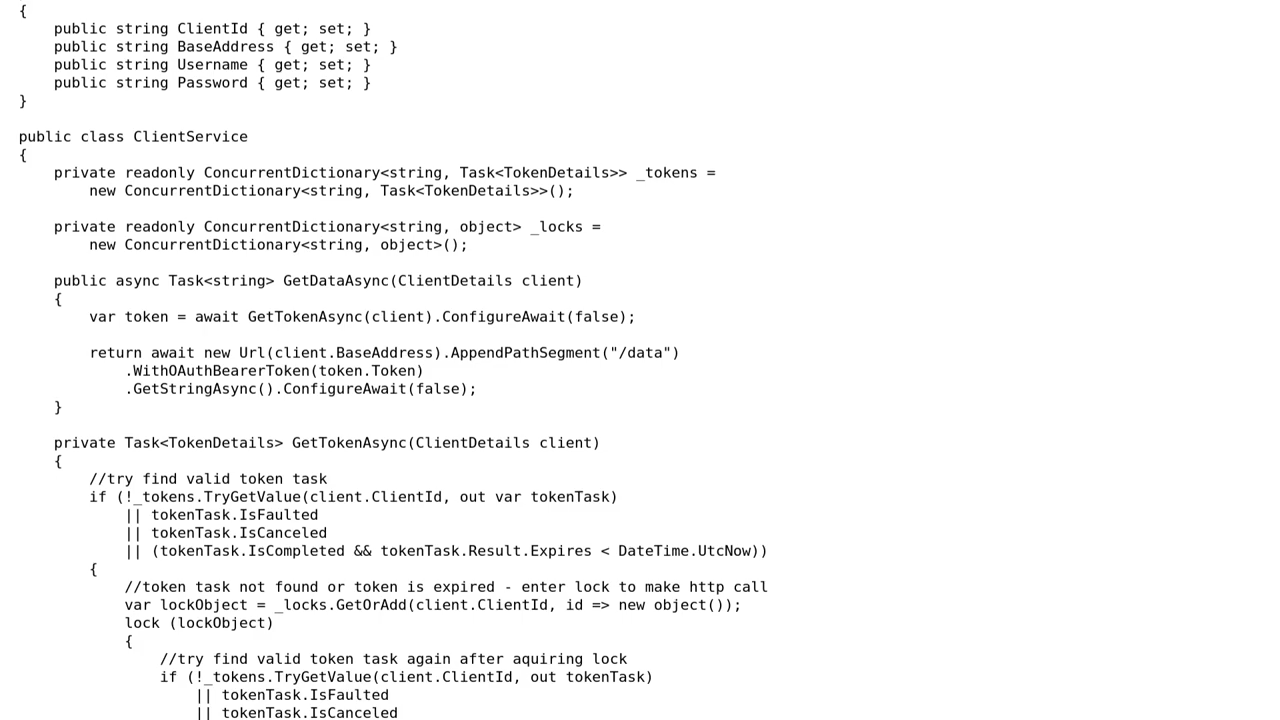 {
    public string ClientId { get; set; }
    public string BaseAddress { get; set; }
    public string Username { get; set; }
    public string Password { get; set; }
}

public class ClientService
{
    private readonly ConcurrentDictionary<string, Task<TokenDetails>> _tokens =
        new ConcurrentDictionary<string, Task<TokenDetails>>();

    private readonly ConcurrentDictionary<string, object> _locks =
        new ConcurrentDictionary<string, object>();

    public async Task<string> GetDataAsync(ClientDetails client)
    {
        var token = await GetTokenAsync(client).ConfigureAwait(false);

        return await new Url(client.BaseAddress).AppendPathSegment("/data")
            .WithOAuthBearerToken(token.Token)
            .GetStringAsync().ConfigureAwait(false);
    }

    private Task<TokenDetails> GetTokenAsync(ClientDetails client)
    {
        //try find valid token task
        if (!_tokens.TryGetValue(client.ClientId, out var tokenTask)
            || tokenTask.IsFaulted
            || tokenTask.IsCanceled
            || (tokenTask.IsCompleted && tokenTask.Result.Expires < DateTime.UtcNow))
        {
            //token task not found or token is expired - enter lock to make http call
            var lockObject = _locks.GetOrAdd(client.ClientId, id => new object());
            lock (lockObject)
            {
                //try find valid token task again after aquiring lock
                if (!_tokens.TryGetValue(client.ClientId, out tokenTask)
                    || tokenTask.IsFaulted
                    || tokenTask.IsCanceled